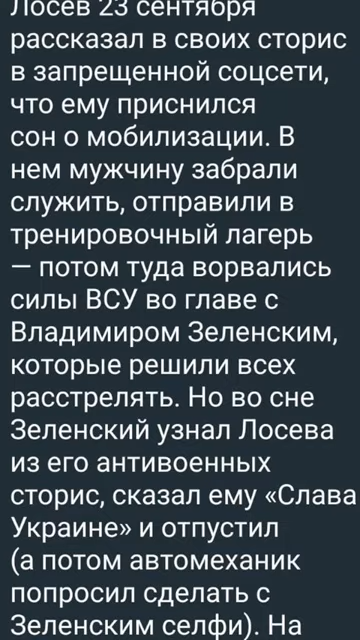 Лосев 23 сентября
рассказал в своих сторис
в запрещенной соцсети,
что ему приснился
сон о мобилизации. В
нем мужчину забрали
служить, отправили в
тренировочный лагерь
— потом туда ворвались
силы ВСУ во главе с
Владимиром Зеленским,
которые решили всех
расстрелять. Но во сне
Зеленский узнал Лосева
из его антивоенных
сторис, сказал ему «Слава
Украине» и отпустил
(а потом автомеханик
попросил сделать с
Зеленским селфи). На